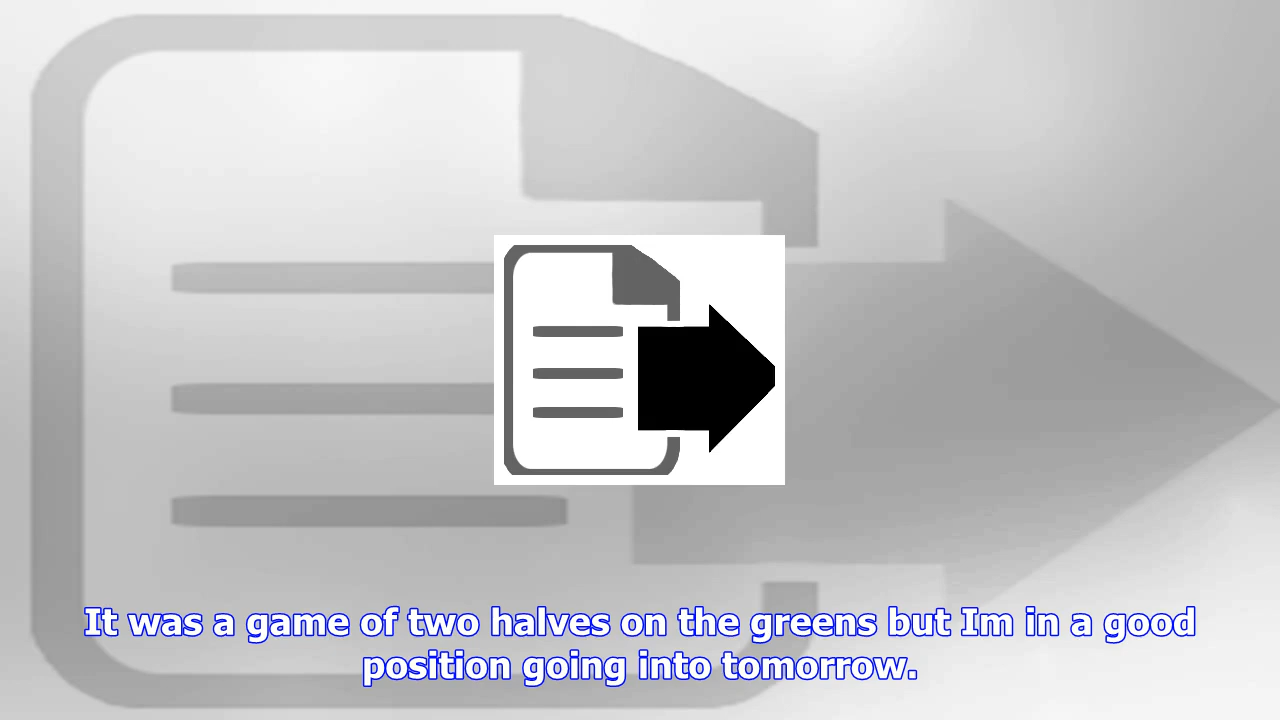 It was a game of two halves on the greens but Im in a good
position going into tomorrow.